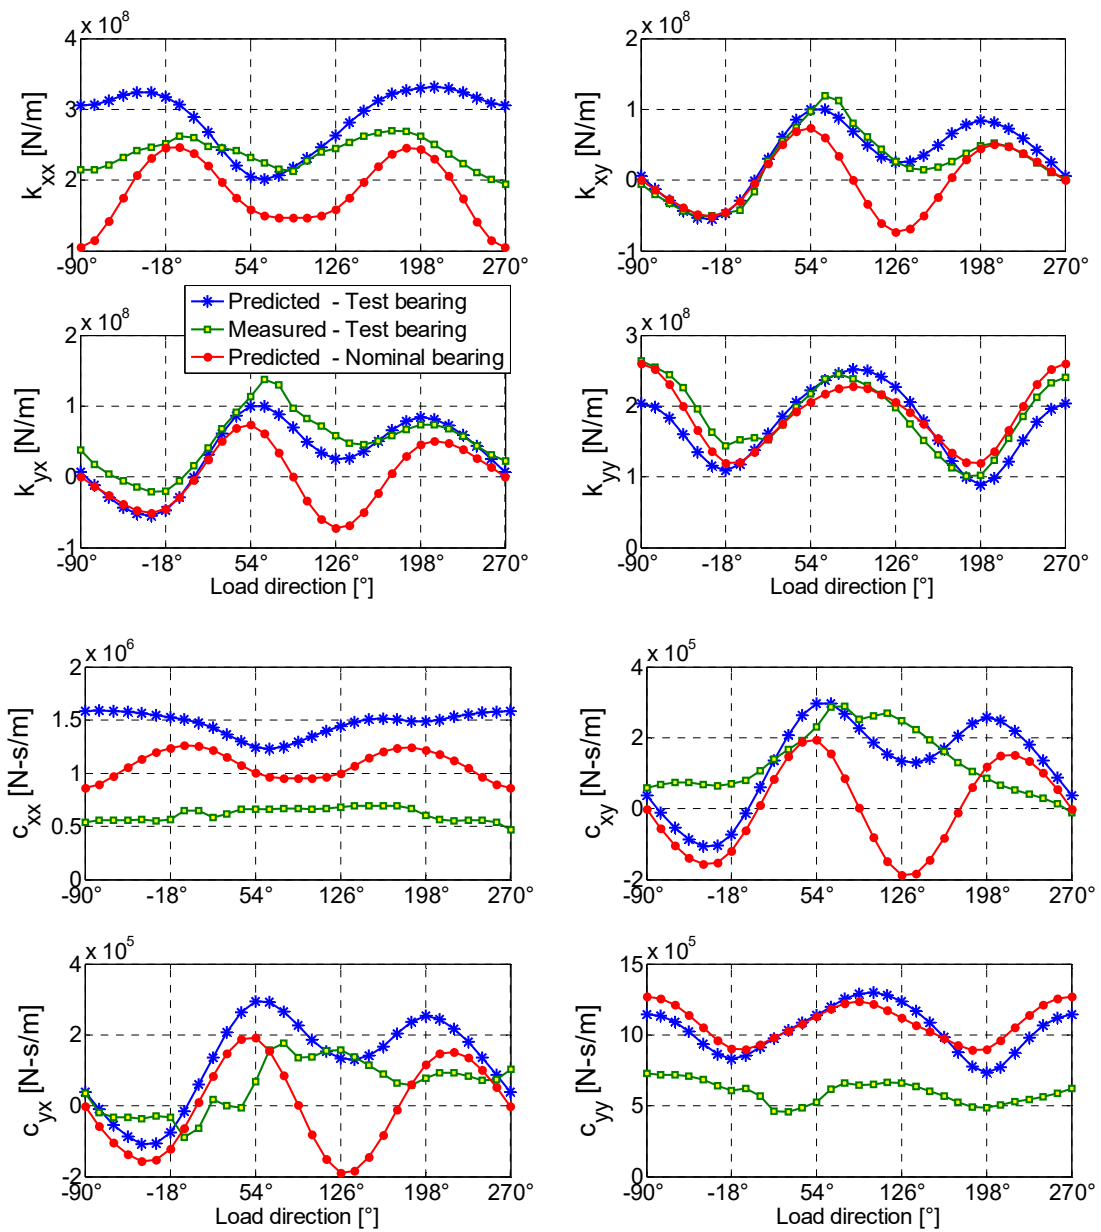 x 10^8
4
3
2
1
k_xx [N/m]
-90° -18° 54° 126° 198° 270°
x 10^8
2
1
0
-1
k_xy [N/m]
-90° -18° 54° 126° 198° 270°
Predicted - Test bearing
Measured - Test bearing
Predicted - Nominal bearing
x 10^8
2
1
0
-1
k_yx [N/m]
-90° -18° 54° 126° 198° 270°
Load direction [°]
x 10^8
3
2
1
0
k_yy [N/m]
-90° -18° 54° 126° 198° 270°
Load direction [°]
x 10^6
2
1.5
1
0.5
0
c_xx [N-s/m]
-90° -18° 54° 126° 198° 270°
x 10^5
4
2
0
-2
c_xy [N-s/m]
-90° -18° 54° 126° 198° 270°
x 10^5
4
2
0
-2
c_yx [N-s/m]
-90° -18° 54° 126° 198° 270°
Load direction [°]
x 10^5
15
10
5
0
c_yy [N-s/m]
-90° -18° 54° 126° 198° 270°
Load direction [°]